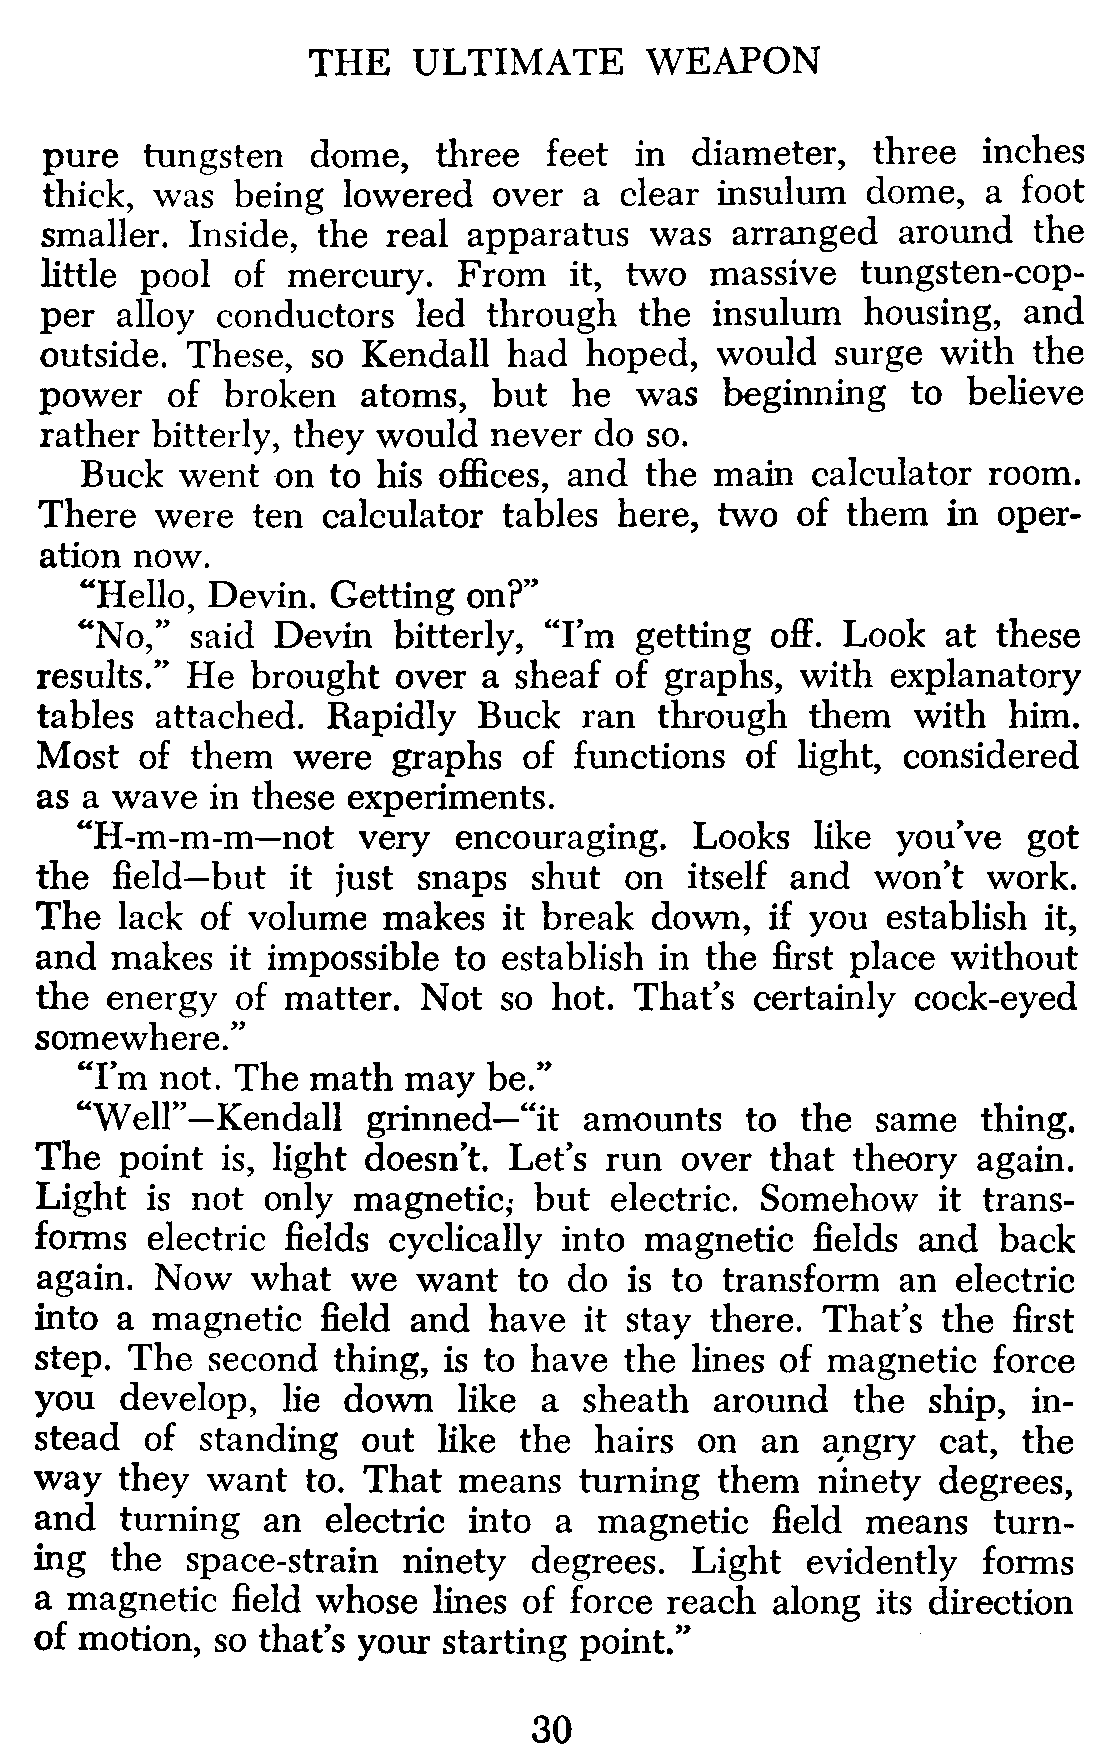 THE ULTIMATE WEAPON
pure tungsten dome, three feet in diameter, three inches
thick, was being lowered over a clear insulum dome, a foot
smaller. Inside, the real apparatus was arranged around the
little pool of mercury. From it, two massive tungsten-cop-
per alloy conductors led through the insulum housing, and
outside. These, so Kendall had hoped, would surge with the
power of broken atoms, but he was beginning to believe
rather bitterly, they would never do so.
Buck went on to his offices, and the main calculator room.
There were ten calculator tables here, two of them in oper-
ation now.
“Hello, Devin. Getting on?”
“No,” said Devin bitterly, “I’m getting off. Look at these
results.” He brought over a sheaf of graphs, with explanatory
tables attached. Rapidly Buck ran through them with him.
Most of them were graphs of functions of light, considered
as a wave in these experiments.
“H-m-m-m—not very encouraging. Looks like you’ve got
the field—but it just snaps shut on itself and won’t work.
The lack of volume makes it break down, if you establish it,
and makes it impossible to establish in the first place without
the energy of matter. Not so hot. That’s certainly cock-eyed
somewhere.”
“I’m not. The math may be.”
“Well”—Kendall grinned—“it amounts to the same thing.
The point is, light doesn’t. Let’s run over that theory again.
Light is not only magnetic; but electric. Somehow it trans-
forms electric fields cyclically into magnetic fields and back
again. Now what we want to do is to transform an electric
into a magnetic field and have it stay there. That’s the first
step. The second thing, is to have the lines of magnetic force
you develop, lie down like a sheath around the ship, in-
stead of standing out like the hairs on an angry cat, the
way they want to. That means turning them ninety degrees,
and turning an electric into a magnetic field means turn-
ing the space-strain ninety degrees. Light evidently forms
a magnetic field whose lines of force reach along its direction
of motion, so that’s your starting point.”
30